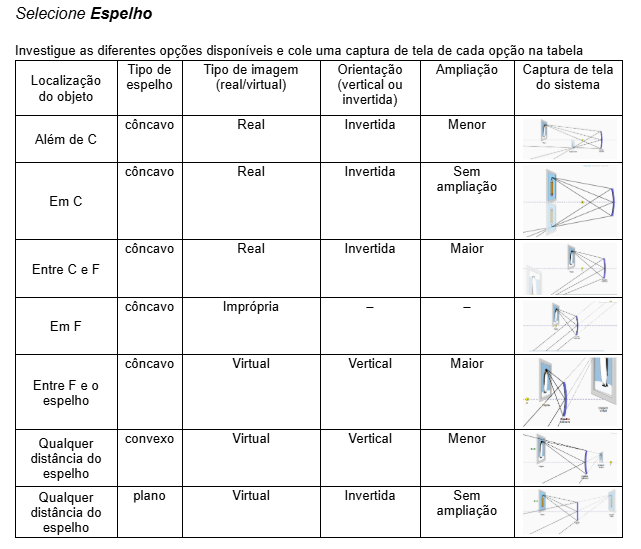 Selecione Espelho
Investigue as diferentes opções disponíveis e cole uma captura de tela de cada opção na tabela
Localização do objeto
Tipo de espelho
Tipo de imagem (real/virtual)
Orientação (vertical ou invertida)
Ampliação
Captura de tela do sistema
Além de C
côncavo
Real
Invertida
Menor
Em C
côncavo
Real
Invertida
Sem ampliação
Entre C e F
côncavo
Real
Invertida
Maior
Em F
côncavo
Imprópria
–
–
Entre F e o espelho
côncavo
Virtual
Vertical
Maior
Qualquer distância do espelho
convexo
Virtual
Vertical
Menor
Qualquer distância do espelho
plano
Virtual
Invertida
Sem ampliação